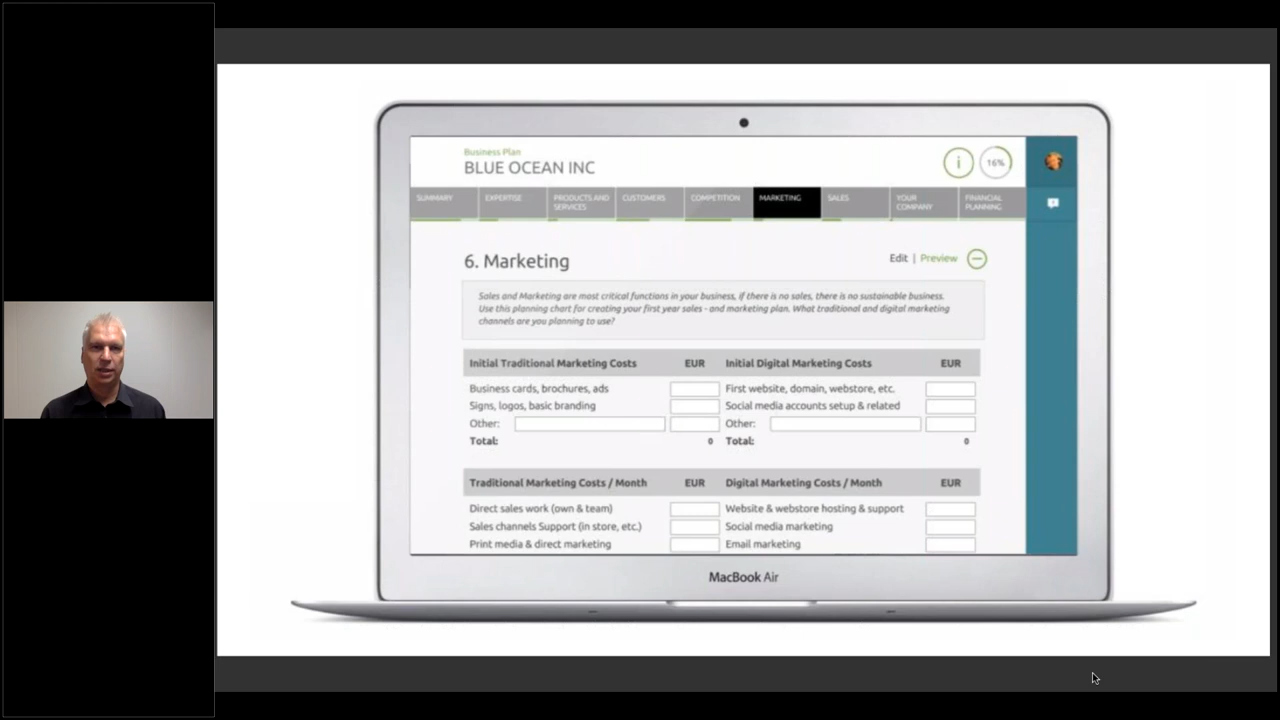 Business Plan
BLUE OCEAN INC
i
16%
SUMMARY
EXPERTISE
PRODUCTS AND
SERVICES
CUSTOMERS
COMPETITION
MARKETING
SALES
YOUR
COMPANY
FINANCIAL
PLANNING
6. Marketing
Edit | Preview
Sales and Marketing are most critical functions in your business, if there is no sales, there is no sustainable business.
Use this planning chart for creating your first year sales - and marketing plan. What traditional and digital marketing
channels are you planning to use?
Initial Traditional Marketing Costs EUR Initial Digital Marketing Costs EUR
Business cards, brochures, ads First website, domain, webstore, etc.
Signs, logos, basic branding Social media accounts setup & related
Other: Other:
Total: 0 Total: 0
Traditional Marketing Costs / Month EUR Digital Marketing Costs / Month EUR
Direct sales work (own & team) Website & webstore hosting & support
Sales channels Support (in store, etc.) Social media marketing
Print media & direct marketing Email marketing
MacBook Air